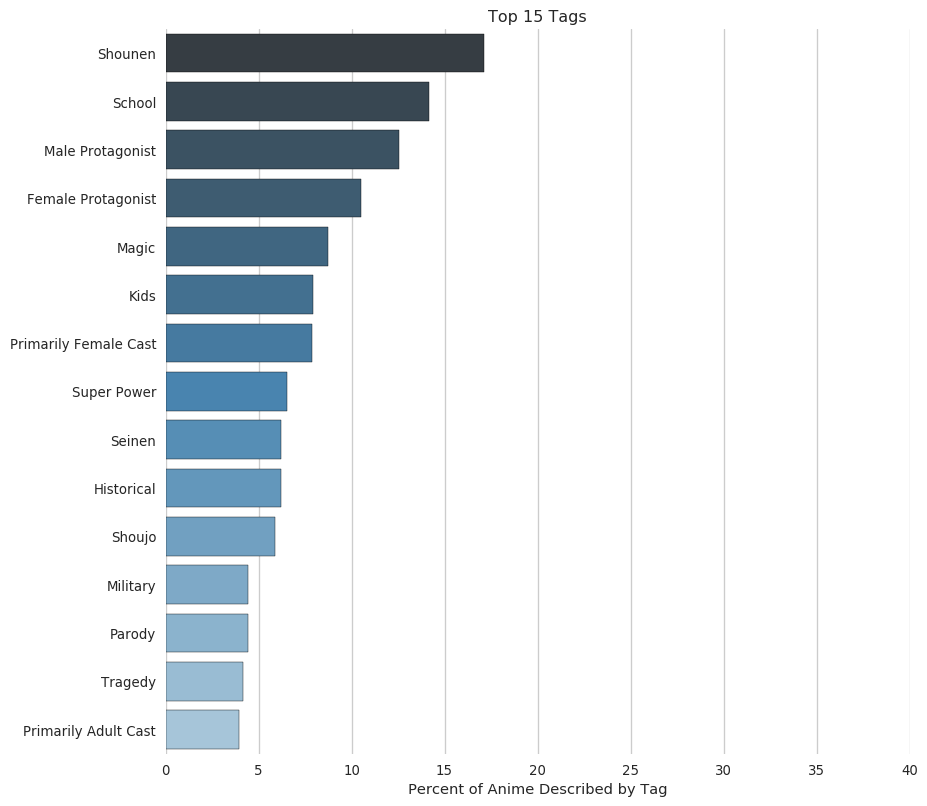 Top 15 Tags
Shounen
School
Male Protagonist
Female Protagonist
Magic
Kids
Primarily Female Cast
Super Power
Seinen
Historical
Shoujo
Military
Parody
Tragedy
Primarily Adult Cast
0 5 10 15 20 25 30 35 40
Percent of Anime Described by Tag